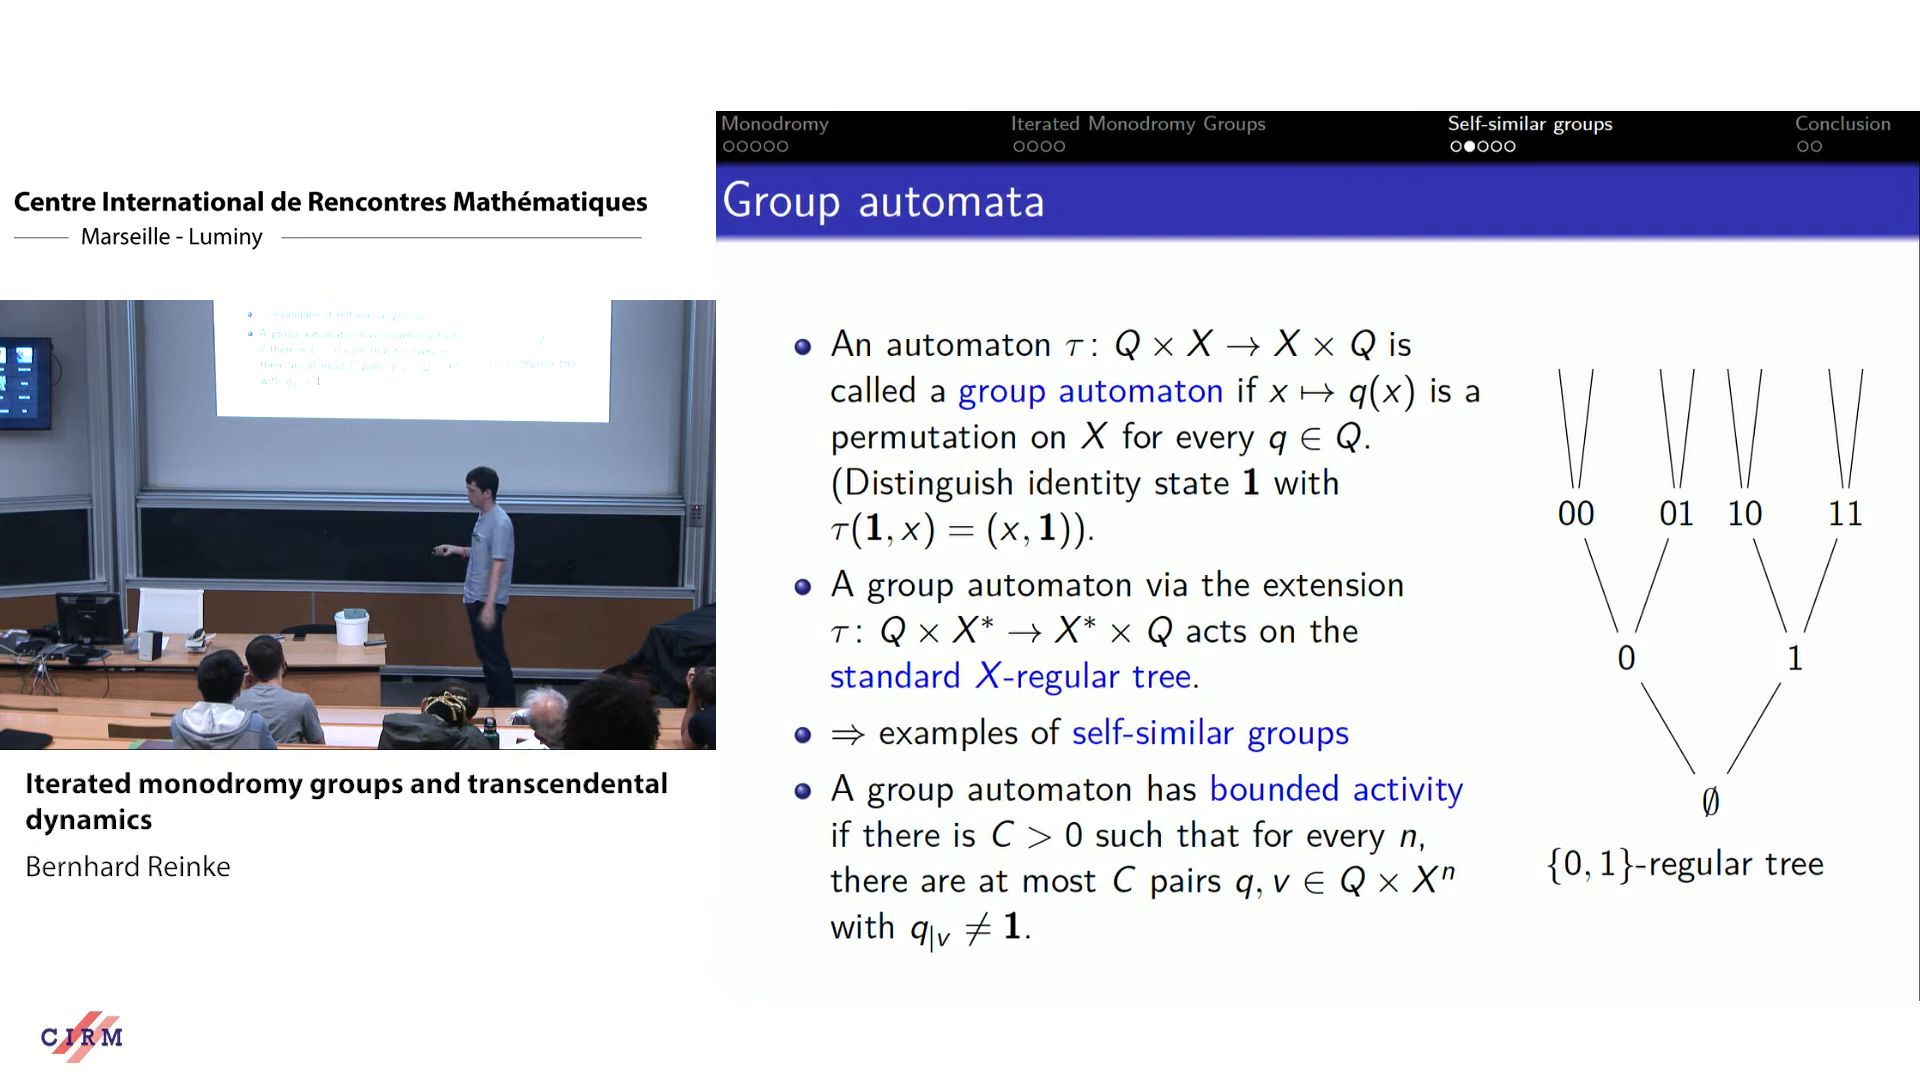 Centre International de Rencontres Mathématiques
Marseille - Luminy
Iterated monodromy groups and transcendental
dynamics
Bernhard Reinke
CIRM
Monodromy
Iterated Monodromy Groups
Self-similar groups
Conclusion
Group automata
An automaton τ : Q × X → X × Q is
called a group automaton if x ↦ q(x) is a
permutation on X for every q ∈ Q.
(Distinguish identity state 1 with
τ(1, x) = (x, 1)).
A group automaton via the extension
τ : Q × X* → X* × Q acts on the
standard X-regular tree.
⇒ examples of self-similar groups
A group automaton has bounded activity
if there is C > 0 such that for every n,
there are at most C pairs q, v ∈ Q × Xⁿ
with q|v ≠ 1.
00 01 10 11
0 1
∅
{0, 1}-regular tree